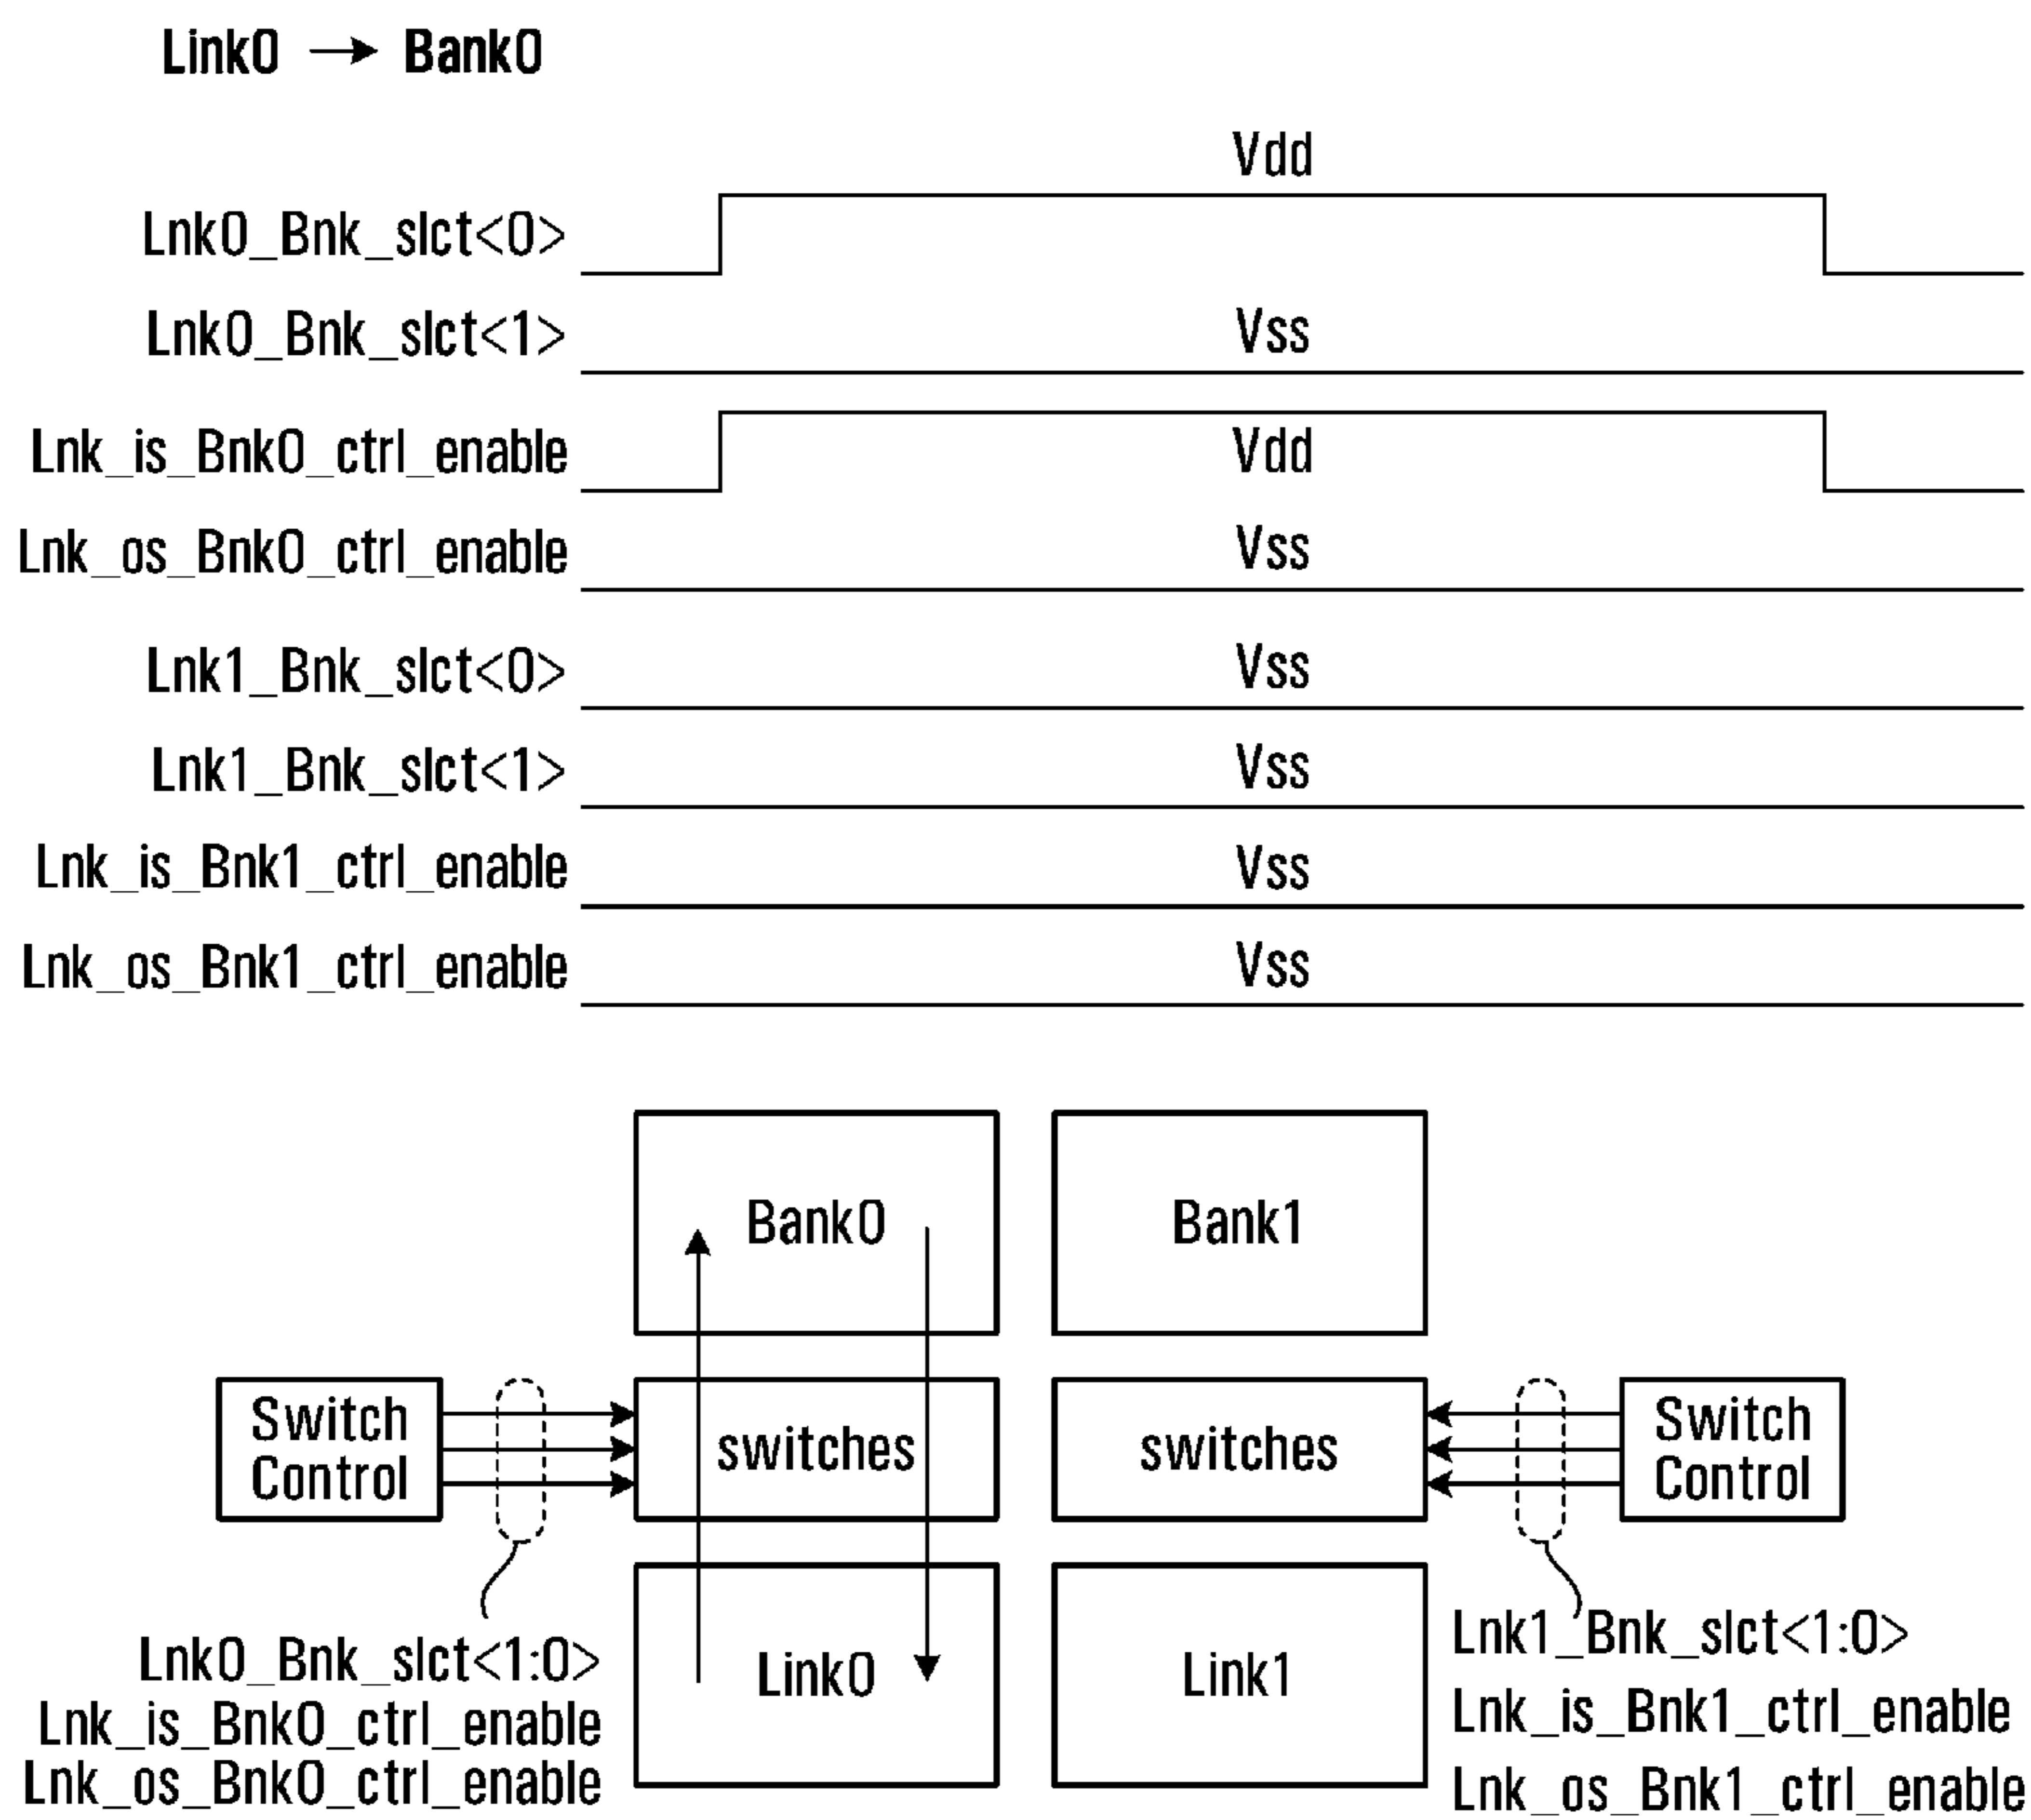 Link0 → Bank0
Vdd
Lnk0_Bnk_slct<0>
Lnk0_Bnk_slct<1> Vss
Lnk_is_Bnk0_ctrl_enable Vdd
Lnk_os_Bnk0_ctrl_enable Vss
Lnk1_Bnk_slct<0> Vss
Lnk1_Bnk_slct<1> Vss
Lnk_is_Bnk1_ctrl_enable Vss
Lnk_os_Bnk1_ctrl_enable Vss
Bank0 Bank1
Switch Control switches switches Switch Control
Link0 Link1
Lnk0_Bnk_slct<1:0>
Lnk_is_Bnk0_ctrl_enable
Lnk_os_Bnk0_ctrl_enable
Lnk1_Bnk_slct<1:0>
Lnk_is_Bnk1_ctrl_enable
Lnk_os_Bnk1_ctrl_enable